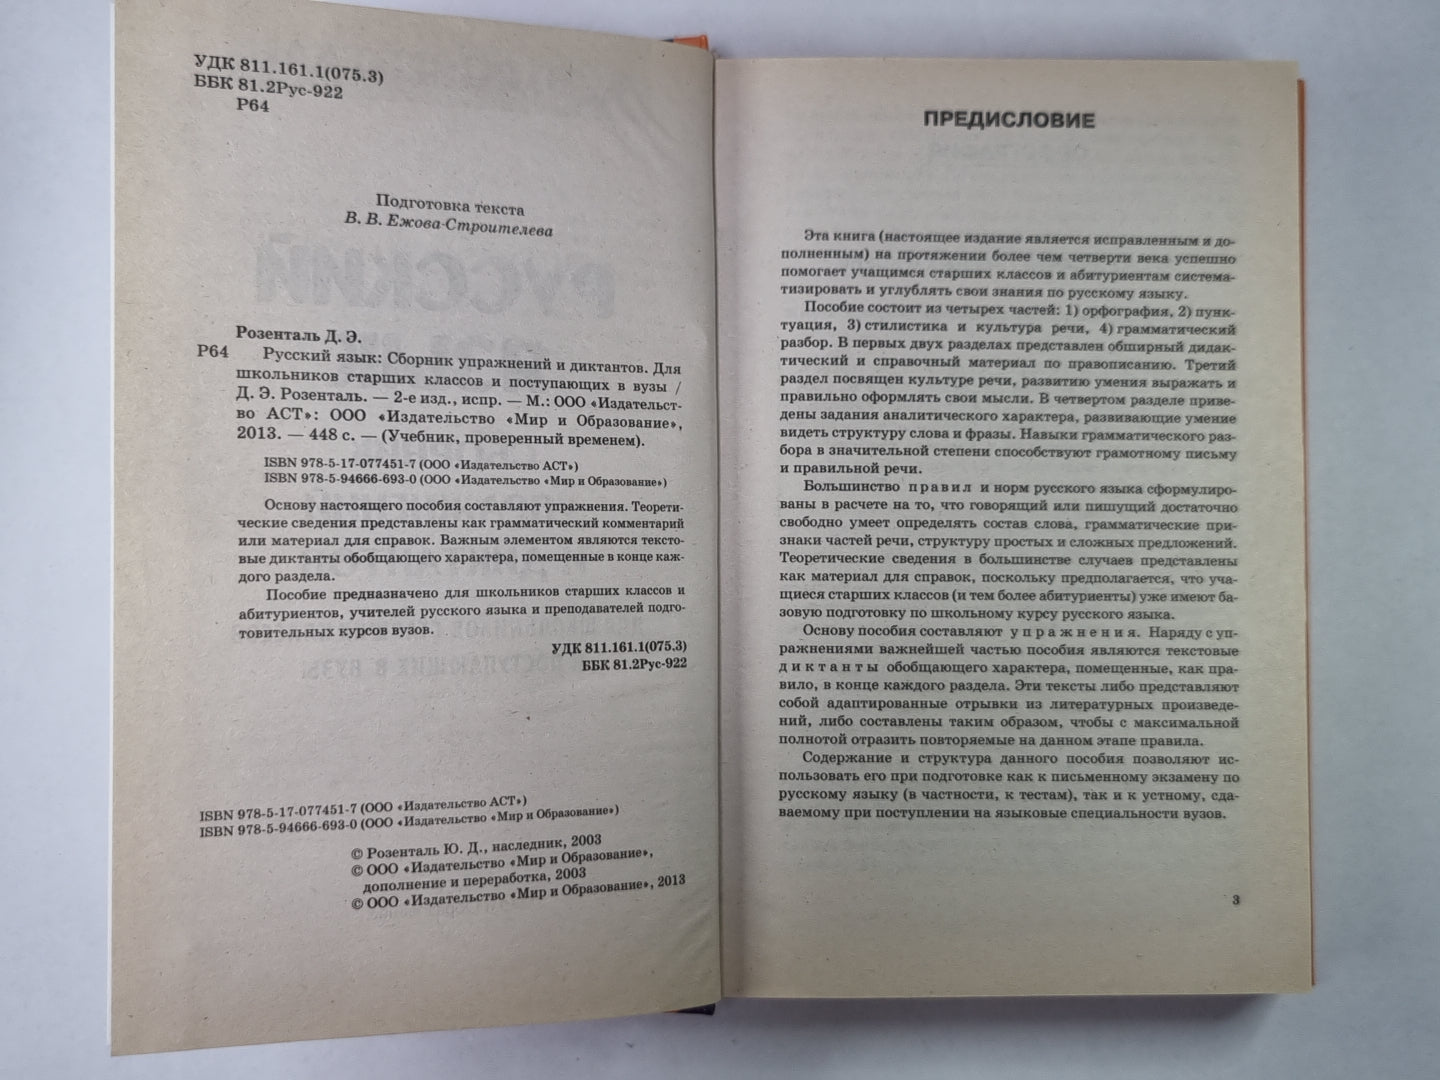 УДК 811.161.1(075.3)
ББК 81.2Рус-922
Р64
Подготовка текста
В. В. Ежова-Строителева
Розенталь Д. Э.
Р64 Русский язык: Сборник упражнений и диктантов. Для
школьников старших классов и поступающих в вузы /
Д. Э. Розенталь. — 2-е изд., испр. — М.: ООО «Издательст-
во АСТ»: ООО «Издательство «Мир и Образование»,
2013. — 448 с. — (Учебник, проверенный временем).
ISBN 978-5-17-077451-7 (ООО «Издательство АСТ»)
ISBN 978-5-94666-693-0 (ООО «Издательство «Мир и Образование»)
Основу настоящего пособия составляют упражнения. Теорети-
ческие сведения представлены как грамматический комментарий
или материал для справок. Важным элементом являются тексто-
вые диктанты обобщающего характера, помещенные в конце каж-
дого раздела.
Пособие предназначено для школьников старших классов и
абитуриентов, учителей русского языка и преподавателей подго-
товительных курсов вузов.
УДК 811.161.1(075.3)
ББК 81.2Рус-922
ISBN 978-5-17-077451-7 (ООО «Издательство АСТ»)
ISBN 978-5-94666-693-0 (ООО «Издательство «Мир и Образование»)
© Розенталь Ю. Д., наследник, 2003
© ООО «Издательство «Мир и Образование»,
дополнение и переработка, 2003
© ООО «Издательство «Мир и Образование», 2013
ПРЕДИСЛОВИЕ
Эта книга (настоящее издание является исправленным и до-
полненным) на протяжении более чем четверти века успешно
помогает учащимся старших классов и абитуриентам система-
тизировать и углублять свои знания по русскому языку.
Пособие состоит из четырех частей: 1) орфография, 2) пунк-
туация, 3) стилистика и культура речи, 4) грамматический
разбор. В первых двух разделах представлен обширный дидак-
тический и справочный материал по правописанию. Третий
раздел посвящен культуре речи, развитию умения выражать и
правильно оформлять свои мысли. В четвертом разделе приве-
дены задания аналитического характера, развивающие умение
видеть структуру слова и фразы. Навыки грамматического раз-
бора в значительной степени способствуют грамотному письму
и правильной речи.
Большинство правил и норм русского языка сформулиро-
ваны в расчете на то, что говорящий или пишущий достаточно
свободно умеет определять состав слова, грамматические при-
знаки частей речи, структуру простых и сложных предложений.
Теоретические сведения в большинстве случаев представлены
как материал для справок, поскольку предполагается, что уча-
щиеся старших классов (и тем более абитуриенты) уже имеют ба-
зовую подготовку по школьному курсу русского языка.
Основу пособия составляют упражнения. Наряду с уп-
ражнениями важнейшей частью пособия являются текстовые
диктанты обобщающего характера, помещенные, как пра-
вило, в конце каждого раздела. Эти тексты либо представляют
собой адаптированные отрывки из литературных произведе-
ний, либо составлены таким образом, чтобы с максимальной
полнотой отразить повторяемые на данном этапе правила.
Содержание и структура данного пособия позволяют ис-
пользовать его при подготовке как к письменному экзамену по
русскому языку (в частности, к тестам), так и к устному, сда-
ваемому при поступлении на языковые специальности вузов.
3